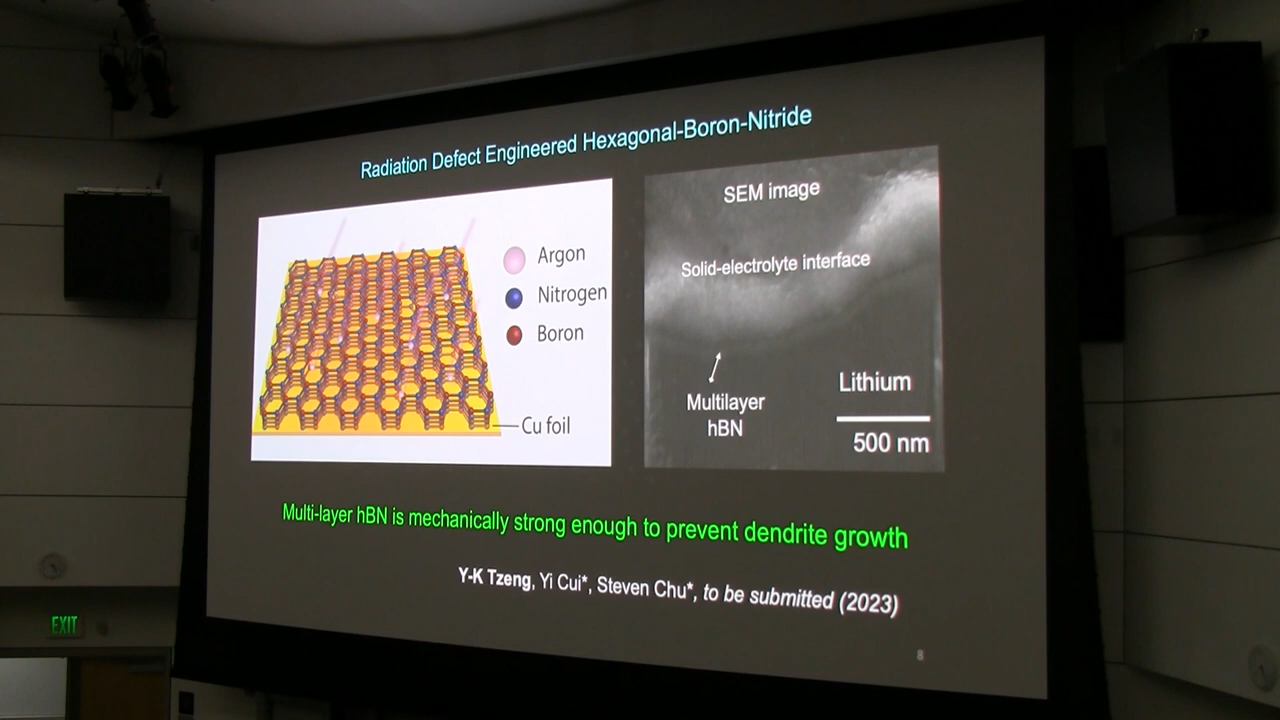 Radiation Defect Engineered Hexagonal-Boron-Nitride
Argon
Nitrogen
Boron
Cu foil
SEM image
Solid-electrolyte interface
Multilayer
hBN
Lithium
500 nm
Multi-layer hBN is mechanically strong enough to prevent dendrite growth
Y-K Tzeng, Yi Cui*, Steven Chu*, to be submitted (2023)
8
EXIT